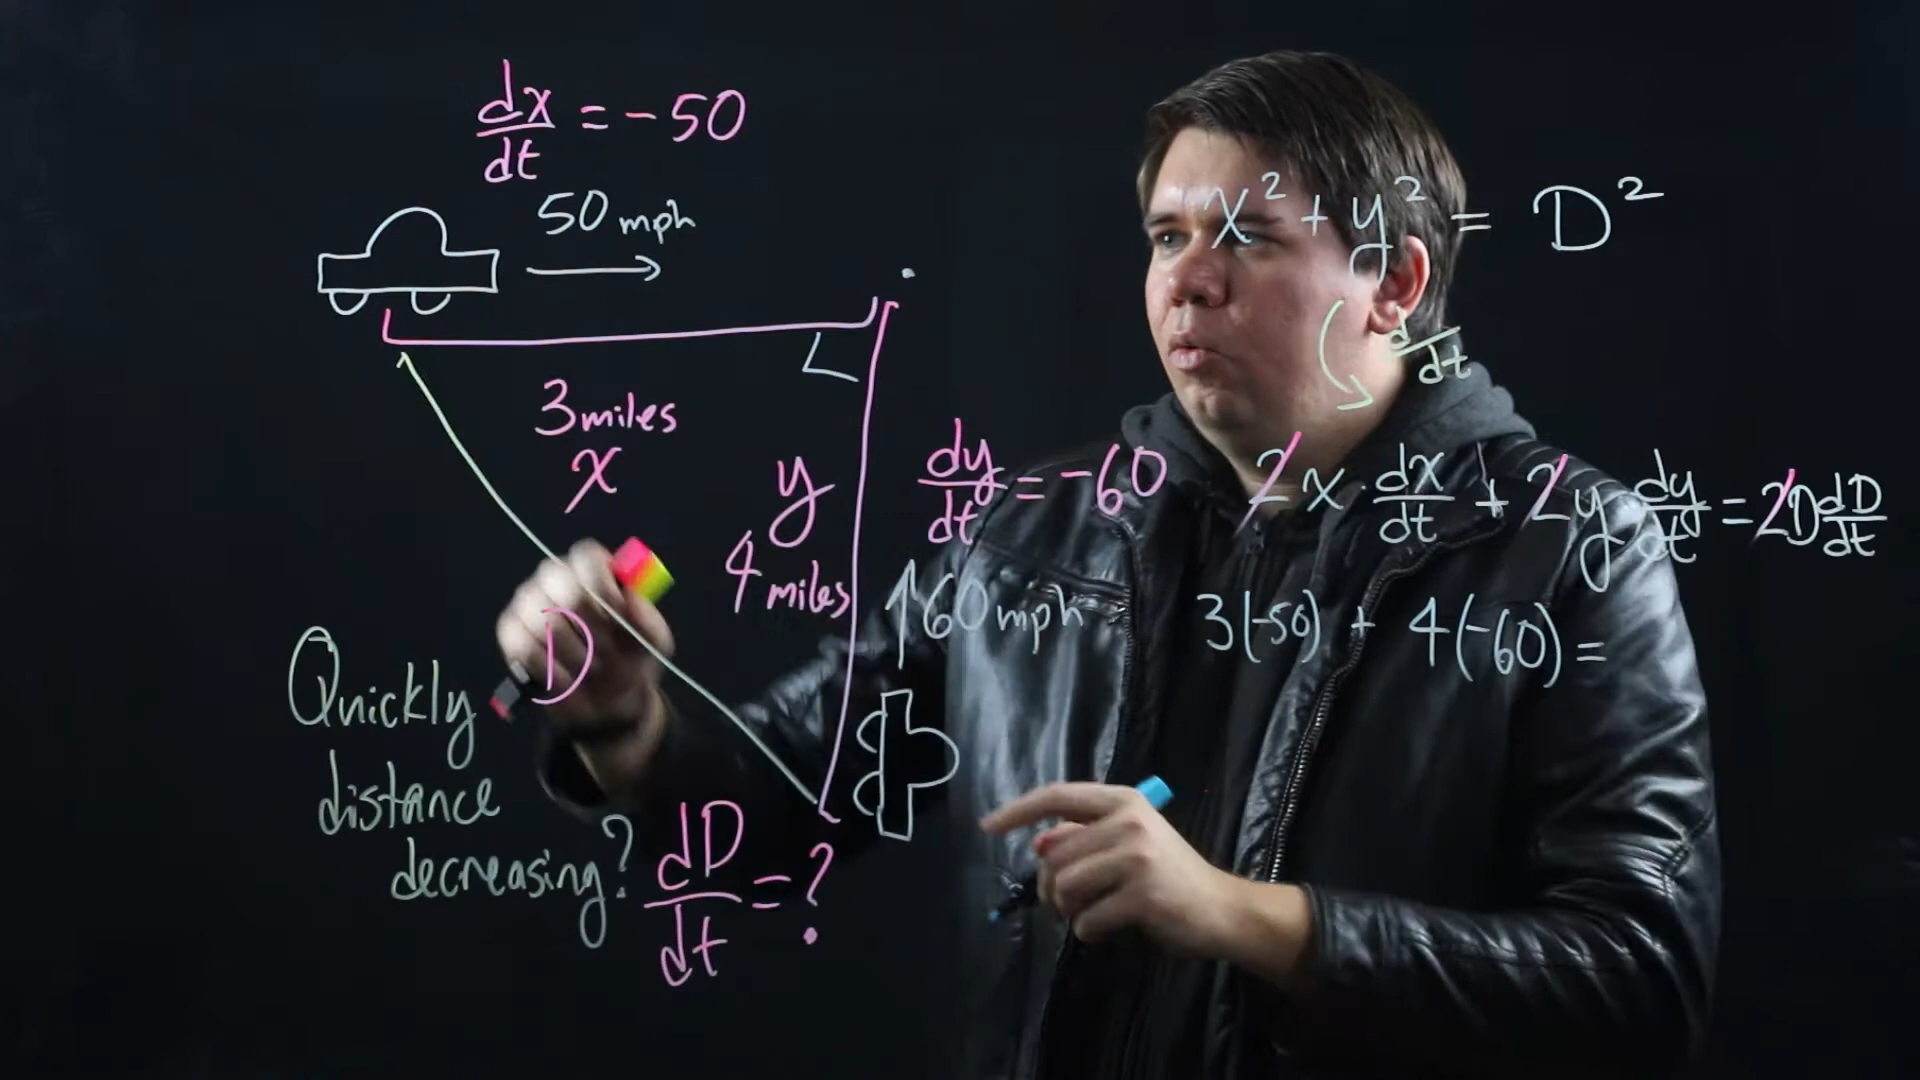 dx/dt = -50
50 mph
x² + y² = D²
d/dt
3 miles
x
y
4 miles
dy/dt = -60
2x · dx/dt + 2y dy/dt = 2D dD/dt
60 mph
3(-50) + 4(-60) =
D
Quickly
distance
decreasing?
dD/dt = ?